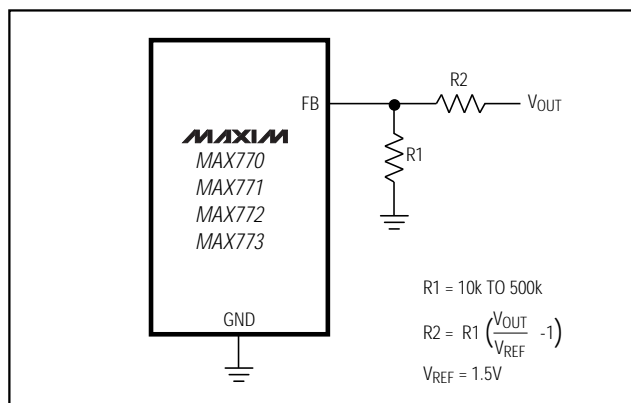 R2
FB
VOUT
MAXIM
R1
MAX770
MAX771
MAX772
MAX773
GND
R1 = 10k TO 500k
R2 = R1 (VOUT/VREF -1)
VREF = 1.5V